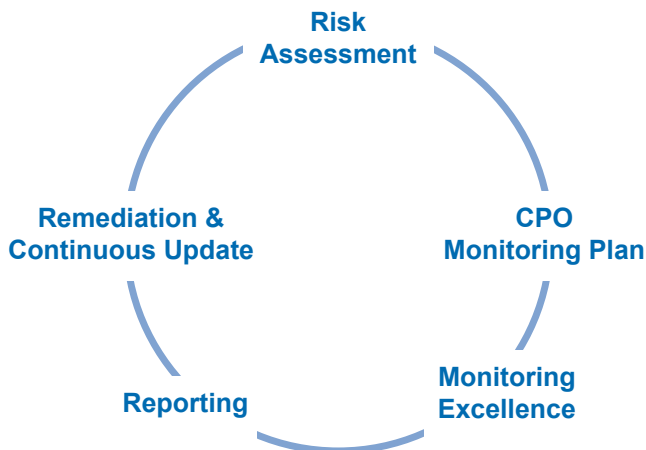 Risk
Assessment
CPO
Monitoring Plan
Monitoring
Excellence
Reporting
Remediation &
Continuous Update